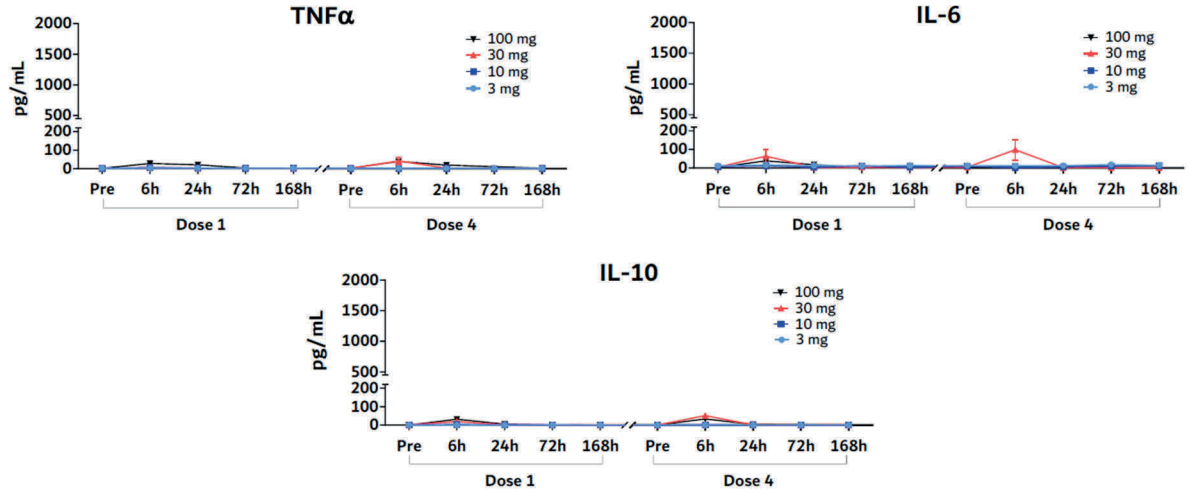 TNFα
2000
1500
1000
500
200
100
0
pg/mL
100 mg
30 mg
10 mg
3 mg
Pre 6h 24h 72h 168h Pre 6h 24h 72h 168h
Dose 1 Dose 4
IL-6
2000
1500
1000
500
200
100
0
pg/mL
100 mg
30 mg
10 mg
3 mg
Pre 6h 24h 72h 168h Pre 6h 24h 72h 168h
Dose 1 Dose 4
IL-10
2000
1500
1000
500
200
100
0
pg/mL
100 mg
30 mg
10 mg
3 mg
Pre 6h 24h 72h 168h Pre 6h 24h 72h 168h
Dose 1 Dose 4